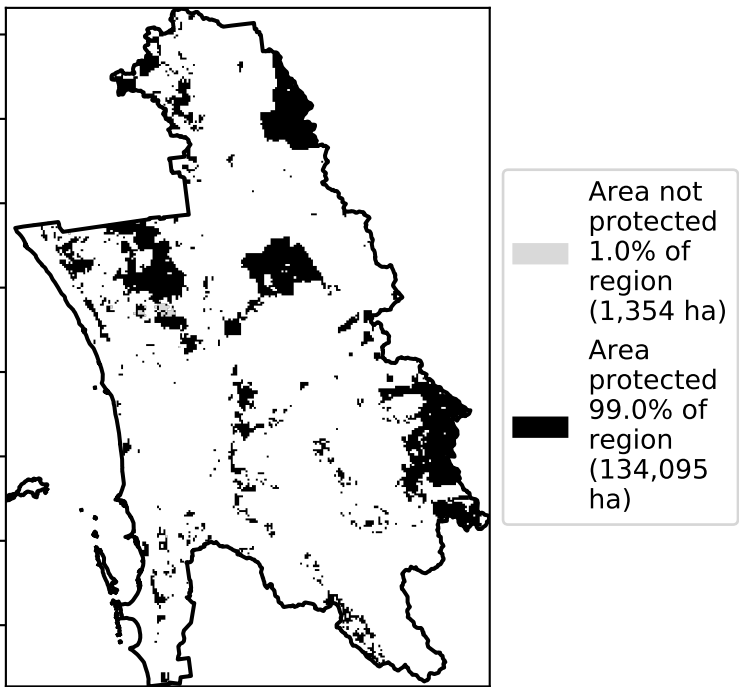 Area not
protected
1.0% of
region
(1,354 ha)
Area
protected
99.0% of
region
(134,095
ha)